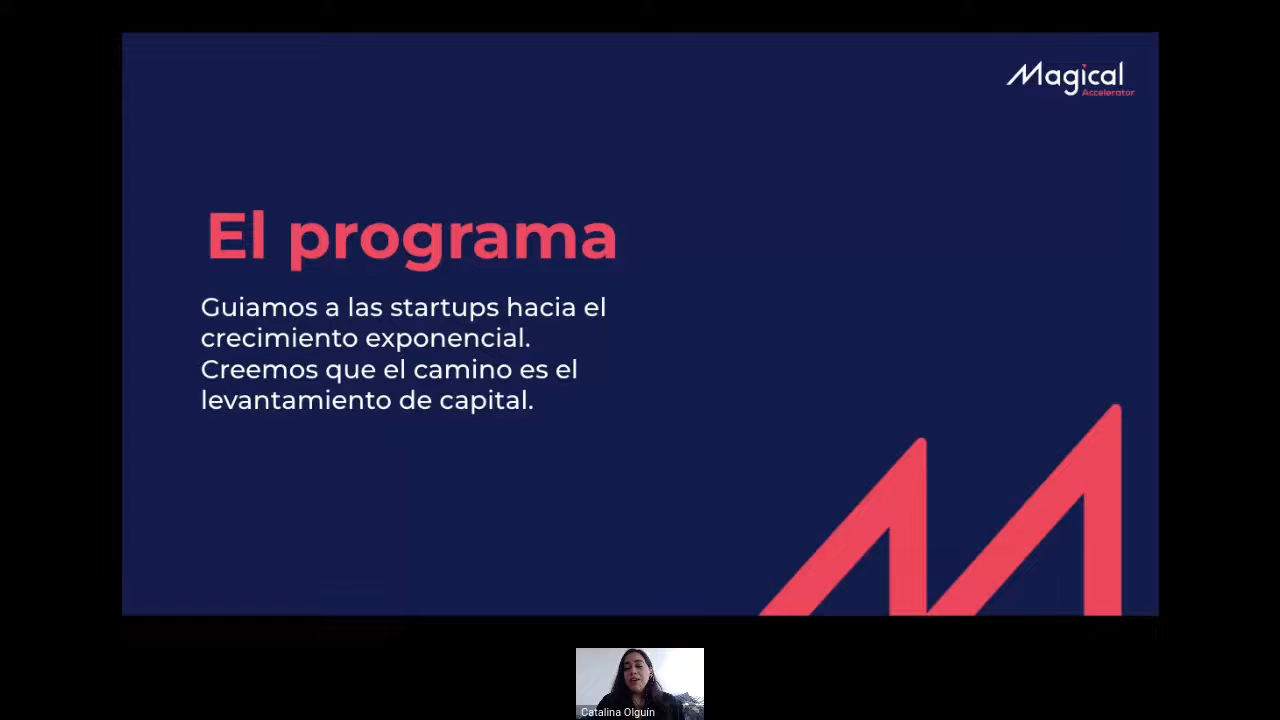 Magical
Accelerator
El programa
Guiamos a las startups hacia el
crecimiento exponencial.
Creemos que el camino es el
levantamiento de capital.
Catalina Olguín